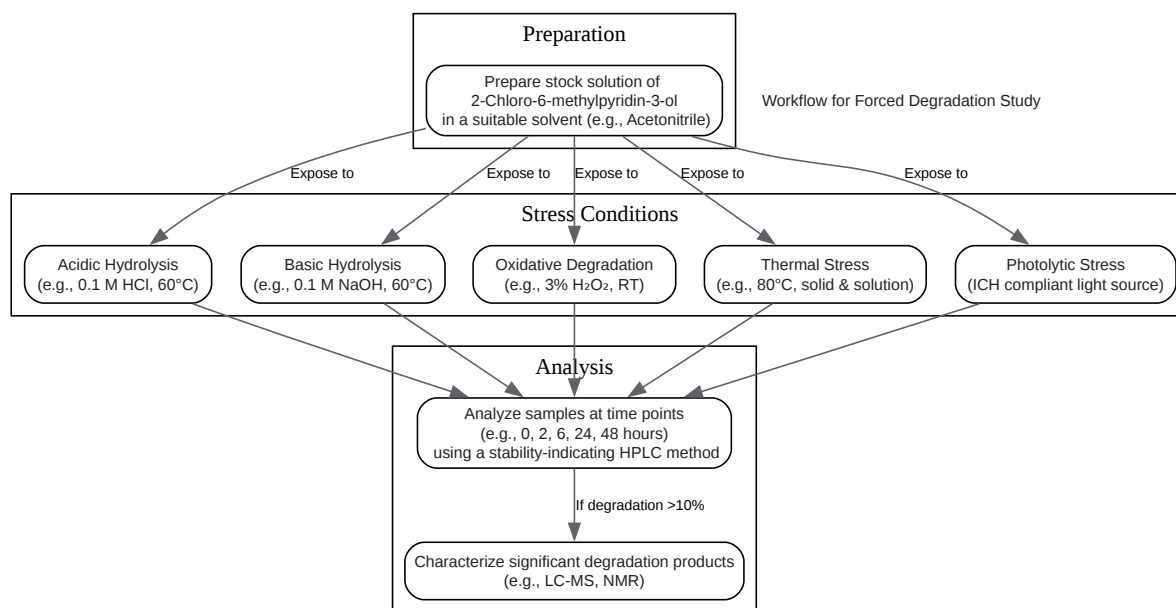 Preparation
Prepare stock solution of
2-Chloro-6-methylpyridin-3-ol
in a suitable solvent (e.g., Acetonitrile)
Workflow for Forced Degradation Study
Expose to
Expose to
Expose to
Expose to
Expose to
Stress Conditions
Acidic Hydrolysis
(e.g., 0.1 M HCl, 60°C)
Basic Hydrolysis
(e.g., 0.1 M NaOH, 60°C)
Oxidative Degradation
(e.g., 3% H₂O₂, RT)
Thermal Stress
(e.g., 80°C, solid & solution)
Photolytic Stress
(ICH compliant light source)
Analysis
Analyze samples at time points
(e.g., 0, 2, 6, 24, 48 hours)
using a stability-indicating HPLC method
If degradation >10%
Characterize significant degradation products
(e.g., LC-MS, NMR)